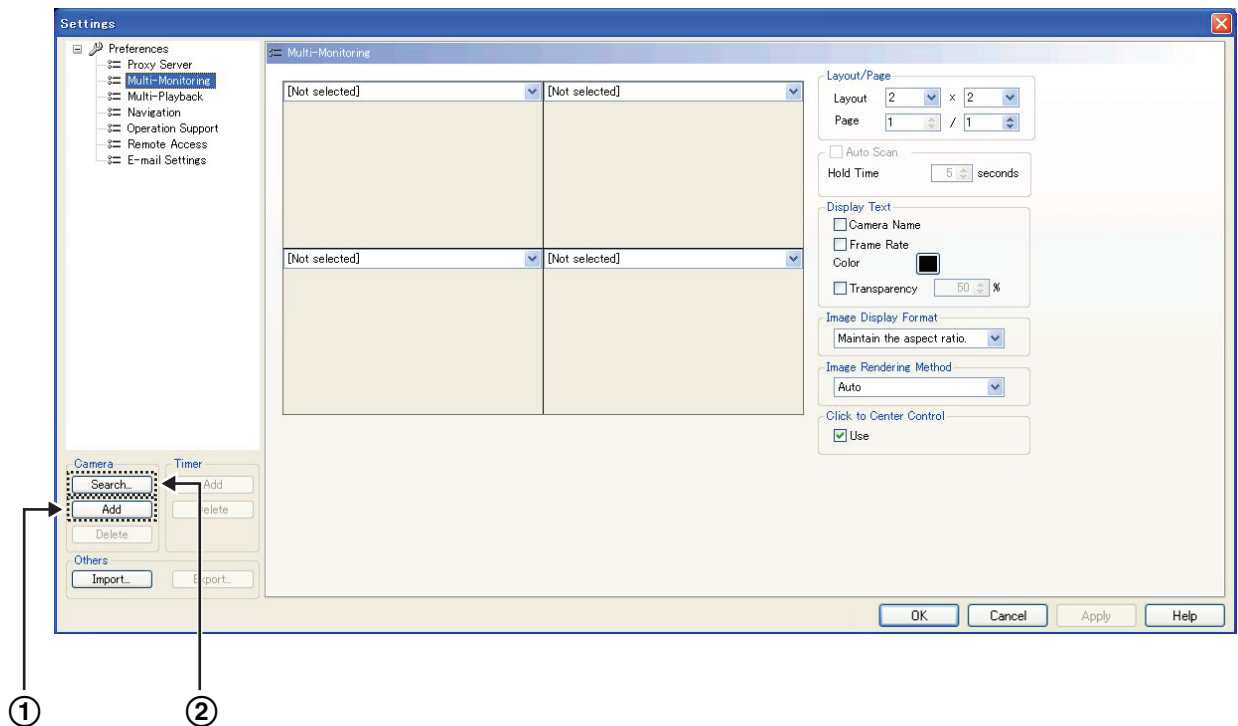 Settings
Preferences
Proxy Server
Multi-Monitoring
Multi-Playback
Navigation
Operation Support
Remote Access
E-mail Settings
Multi-Monitoring
[Not selected]
[Not selected]
[Not selected]
[Not selected]
Layout/Page
Layout 2 x 2
Page 1 / 1
Auto Scan
Hold Time 5 seconds
Display Text
Camera Name
Frame Rate
Color
Transparency 50 %
Image Display Format
Maintain the aspect ratio.
Image Rendering Method
Auto
Click to Center Control
Use
Camera
Search...
Add
Delete
Timer
Add
Delete
Others
Import...
Export...
OK
Cancel
Apply
Help
①
②